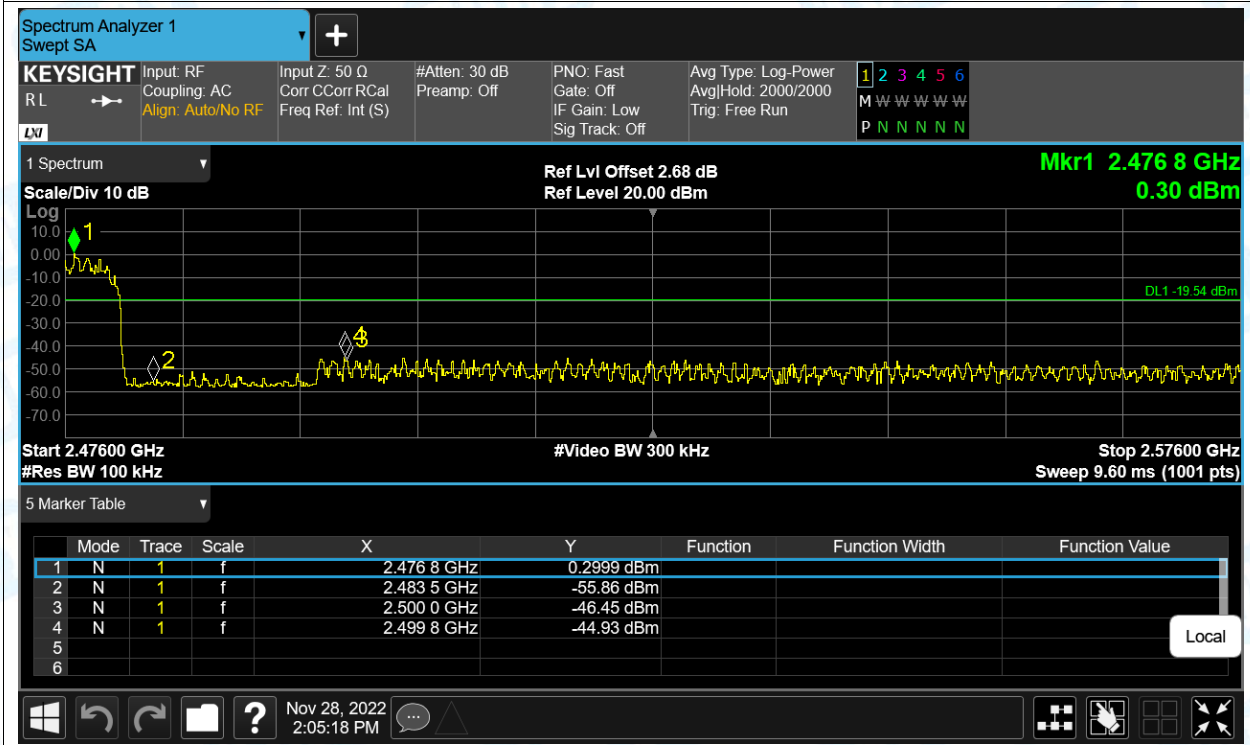 Spectrum Analyzer 1
Swept SA
+
KEYSIGHT
R L
LXI
Input: RF
Coupling: AC
Align: Auto/No RF
Input Z: 50 Ω
Corr CCorr RCal
Freq Ref: Int (S)
#Atten: 30 dB
Preamp: Off
PNO: Fast
Gate: Off
IF Gain: Low
Sig Track: Off
Avg Type: Log-Power
Avg|Hold: 2000/2000
Trig: Free Run
1 2 3 4 5 6
M W W W W W W
P N N N N N N
1 Spectrum
Scale/Div 10 dB
Ref Lvl Offset 2.68 dB
Ref Level 20.00 dBm
Mkr1 2.476 8 GHz
0.30 dBm
Log
10.0
0.00
-10.0
-20.0
-30.0
-40.0
-50.0
-60.0
-70.0
1
2
3
4
DL1 -19.54 dBm
Start 2.47600 GHz
#Video BW 300 kHz
Stop 2.57600 GHz
#Res BW 100 kHz
Sweep 9.60 ms (1001 pts)
5 Marker Table
Mode Trace Scale X Y Function Function Width Function Value
1 N 1 f 2.476 8 GHz 0.2999 dBm
2 N 1 f 2.483 5 GHz -55.86 dBm
3 N 1 f 2.500 0 GHz -46.45 dBm
4 N 1 f 2.499 8 GHz -44.93 dBm
5
6
Local
?
Nov 28, 2022
2:05:18 PM